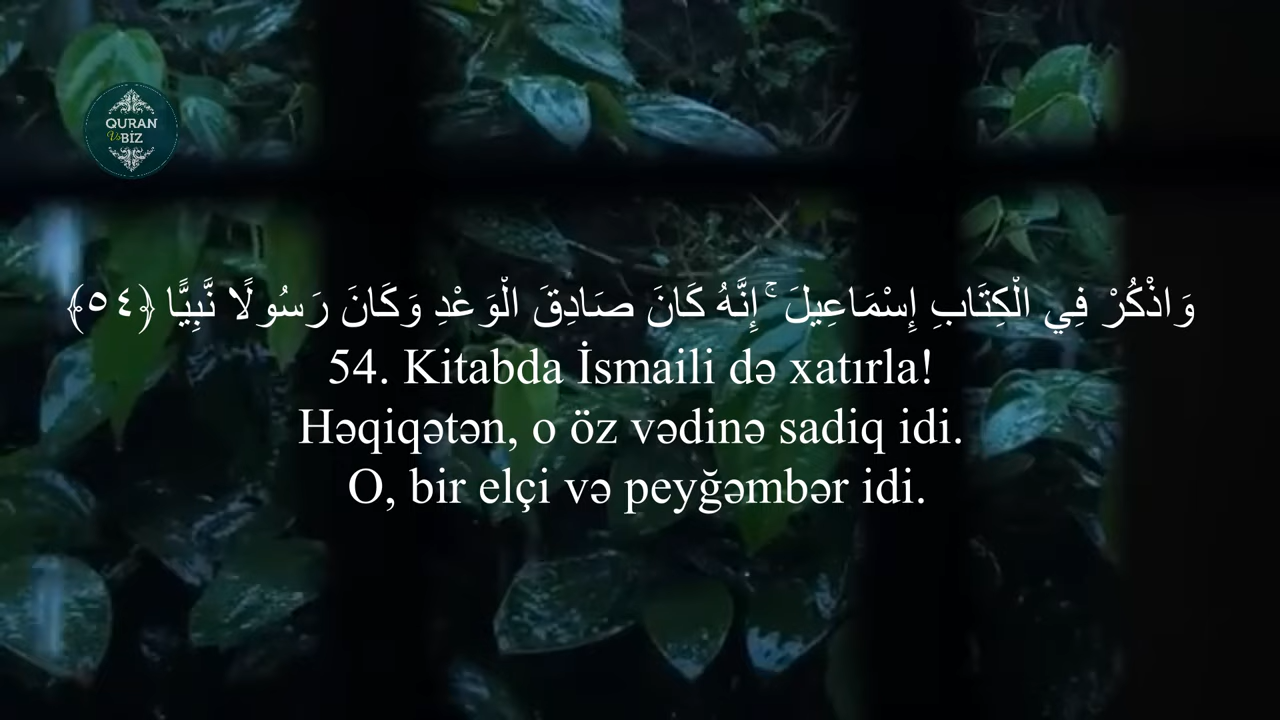 QURAN
Və BİZ
وَاذْكُرْ فِي الْكِتَابِ إِسْمَاعِيلَ ۚ إِنَّهُ كَانَ صَادِقَ الْوَعْدِ وَكَانَ رَسُولًا نَّبِيًّا ﴿٥٤﴾
54. Kitabda İsmaili də xatırla!
Həqiqətən, o öz vədinə sadiq idi.
O, bir elçi və peyğəmbər idi.